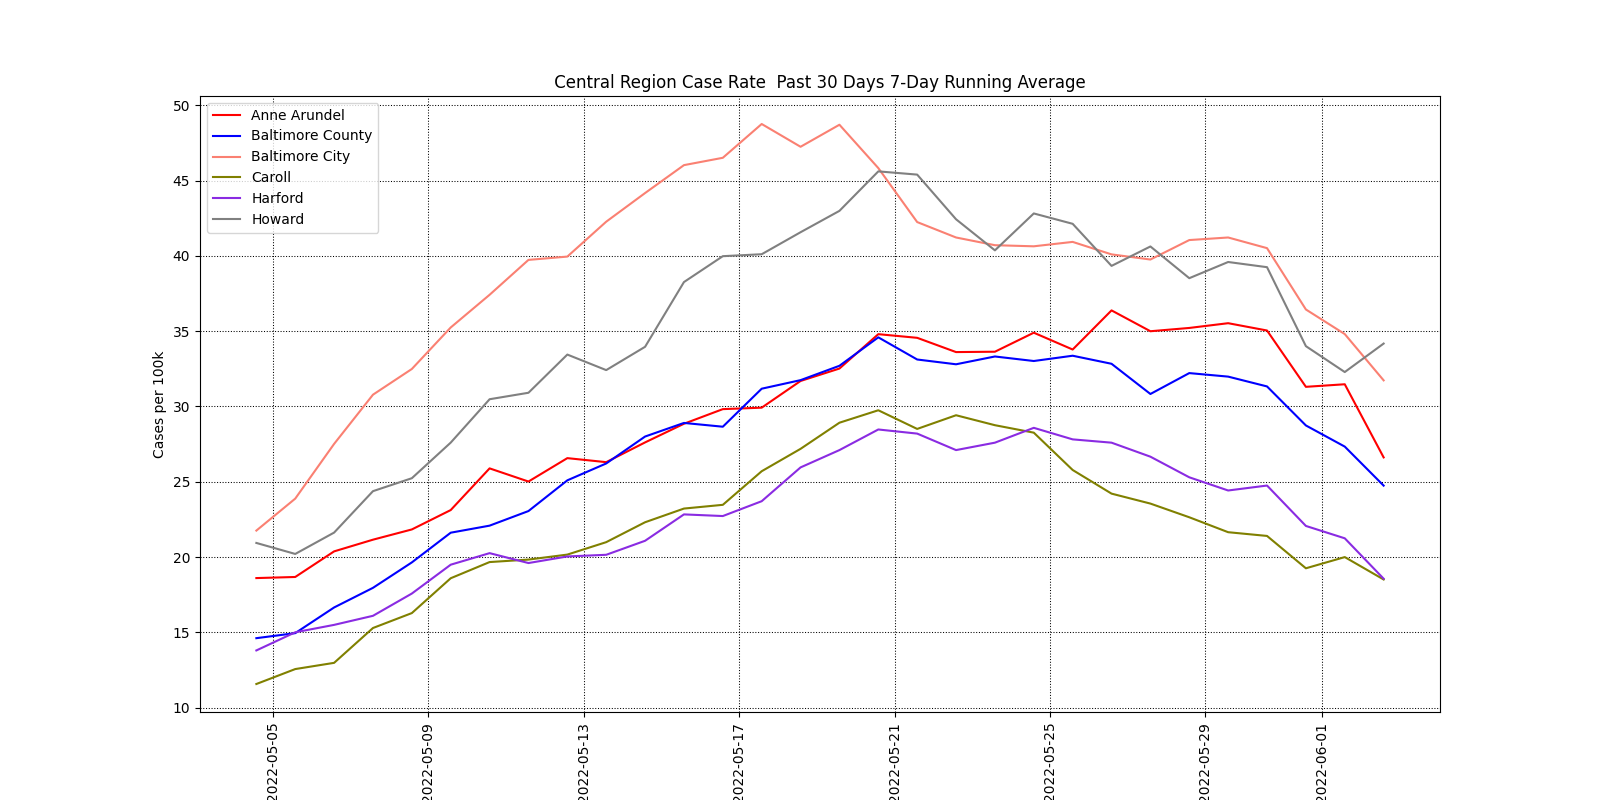 Central Region Case Rate  Past 30 Days 7-Day Running Average
50
45
40
35
30
25
20
15
10
Cases per 100k
Anne Arundel
Baltimore County
Baltimore City
Caroll
Harford
Howard
2022-05-05
2022-05-09
2022-05-13
2022-05-17
2022-05-21
2022-05-25
2022-05-29
2022-06-01